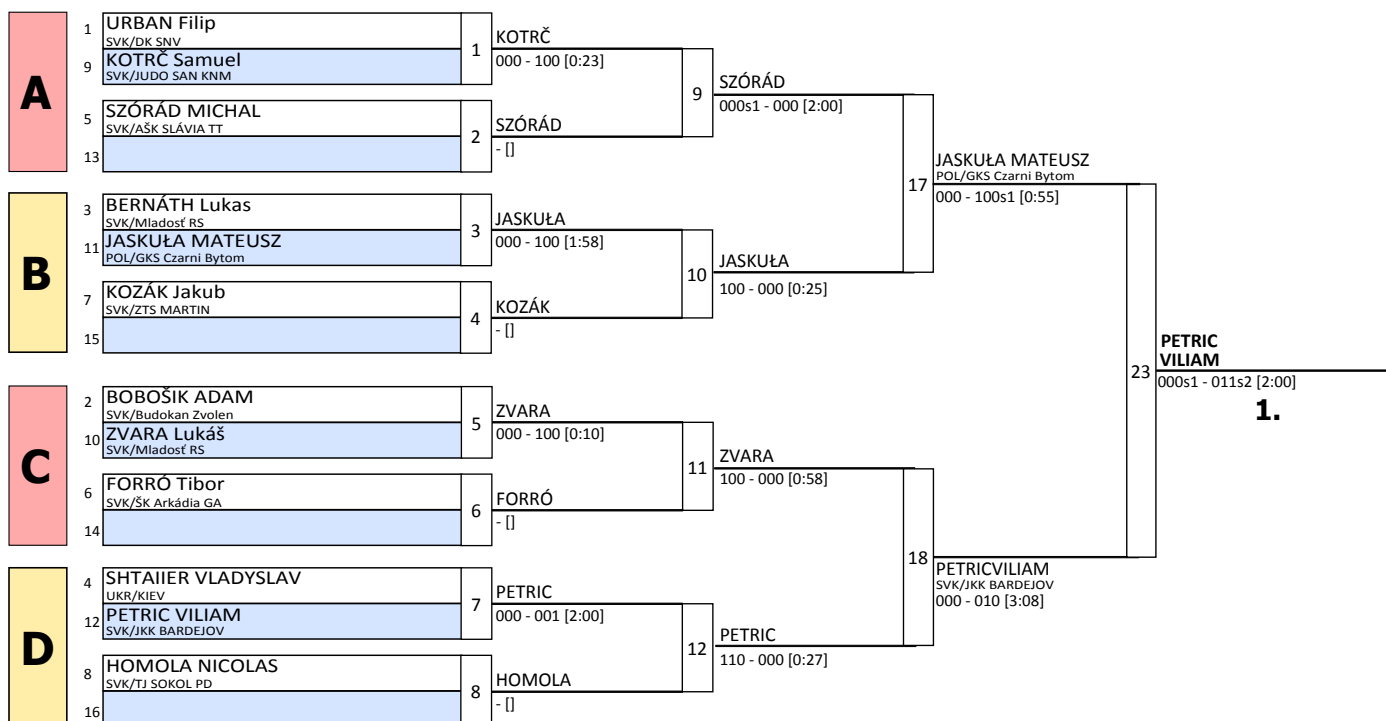 A
1
URBAN Filip
SVK/DK SNV
9
KOTRČ Samuel
SVK/JUDO SAN KNM
1
KOTRČ
000 - 100 [0:23]
5
SZÓRÁD MICHAL
SVK/AŠK SLÁVIA TT
13
2
SZÓRÁD
- []
9
SZÓRÁD
000s1 - 000 [2:00]
B
3
BERNÁTH Lukas
SVK/Mladosť RS
11
JASKUŁA MATEUSZ
POL/GKS Czarni Bytom
3
JASKUŁA
000 - 100 [1:58]
7
KOZÁK Jakub
SVK/ZTS MARTIN
15
4
KOZÁK
- []
10
JASKUŁA
100 - 000 [0:25]
17
JASKUŁA MATEUSZ
POL/GKS Czarni Bytom
000 - 100s1 [0:55]
C
2
BOBOŠIK ADAM
SVK/Budokan Zvolen
10
ZVARA Lukáš
SVK/Mladosť RS
5
ZVARA
000 - 100 [0:10]
6
FORRÓ Tibor
SVK/ŠK Arkádia GA
14
6
FORRÓ
- []
11
ZVARA
100 - 000 [0:58]
D
4
SHTAIIER VLADYSLAV
UKR/KIEV
12
PETRIC VILIAM
SVK/JKK BARDEJOV
7
PETRIC
000 - 001 [2:00]
8
HOMOLA NICOLAS
SVK/TJ SOKOL PD
16
8
HOMOLA
- []
12
PETRIC
110 - 000 [0:27]
18
PETRICVILIAM
SVK/JKK BARDEJOV
000 - 010 [3:08]
23
PETRIC
VILIAM
000s1 - 011s2 [2:00]
1.